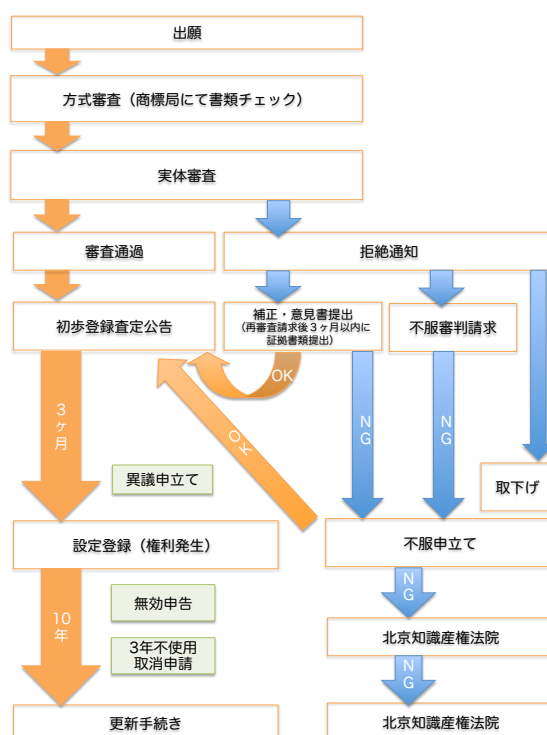 出願
方式審査（商標局にて書類チェック）
実体審査
審査通過
拒絶通知
初歩登録査定公告
補正・意見書提出
（再審査請求後３ヶ月以内に
証拠書類提出）
不服審判請求
OK
3ヶ月
OK
NG
NG
異議申立て
取下げ
設定登録（権利発生）
不服申立て
10年
無効申告
NG
3年不使用
取消申請
北京知識産権法院
NG
更新手続き
北京知識産権法院